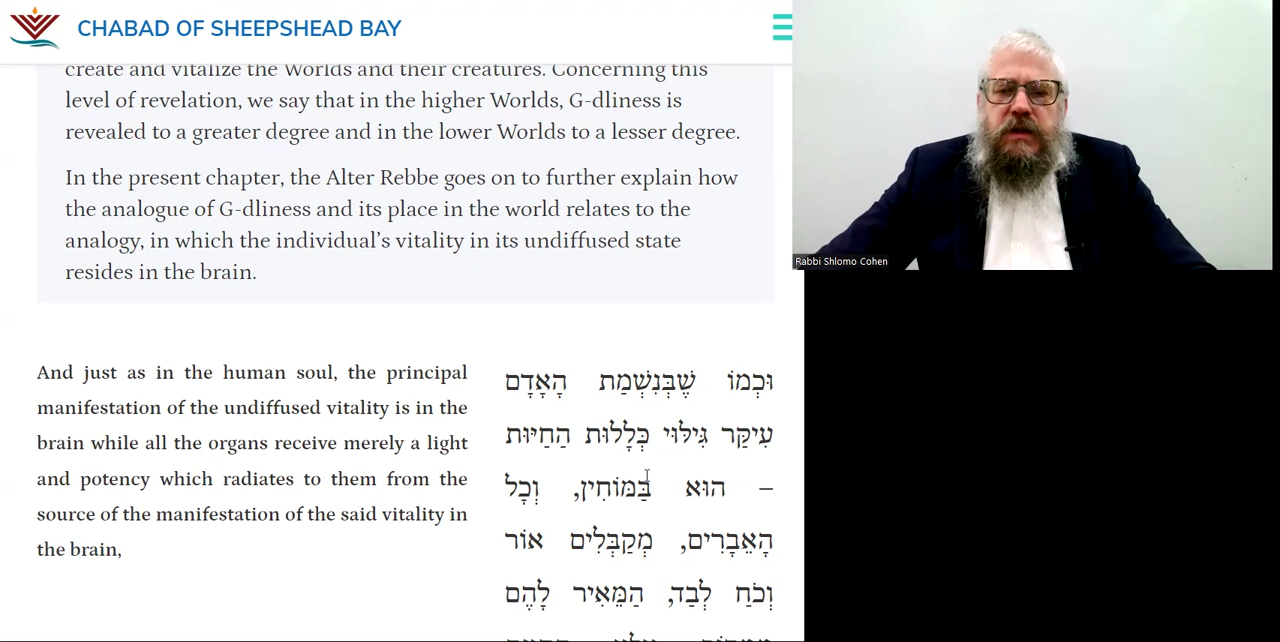 CHABAD OF SHEEPSHEAD BAY
create and vitalize the Worlds and their creatures. Concerning this
level of revelation, we say that in the higher Worlds, G-dliness is
revealed to a greater degree and in the lower Worlds to a lesser degree.
In the present chapter, the Alter Rebbe goes on to further explain how
the analogue of G-dliness and its place in the world relates to the
analogy, in which the individual’s vitality in its undiffused state
resides in the brain.
And just as in the human soul, the principal
manifestation of the undiffused vitality is in the
brain while all the organs receive merely a light
and potency which radiates to them from the
source of the manifestation of the said vitality in
the brain,
וּכְמוֹ שֶׁבְּנִשְׁמַת הָאָדָם
עִיקַּר גִּילּוּי כְּלָלוּת הַחַיּוּת
– הוּא בַּמּוֹחִין, וְכָל
הָאֵבָרִים, מְקַבְּלִים אוֹר
וְכֹחַ לְבַד, הַמֵּאִיר לָהֶם
Rabbi Shlomo Cohen